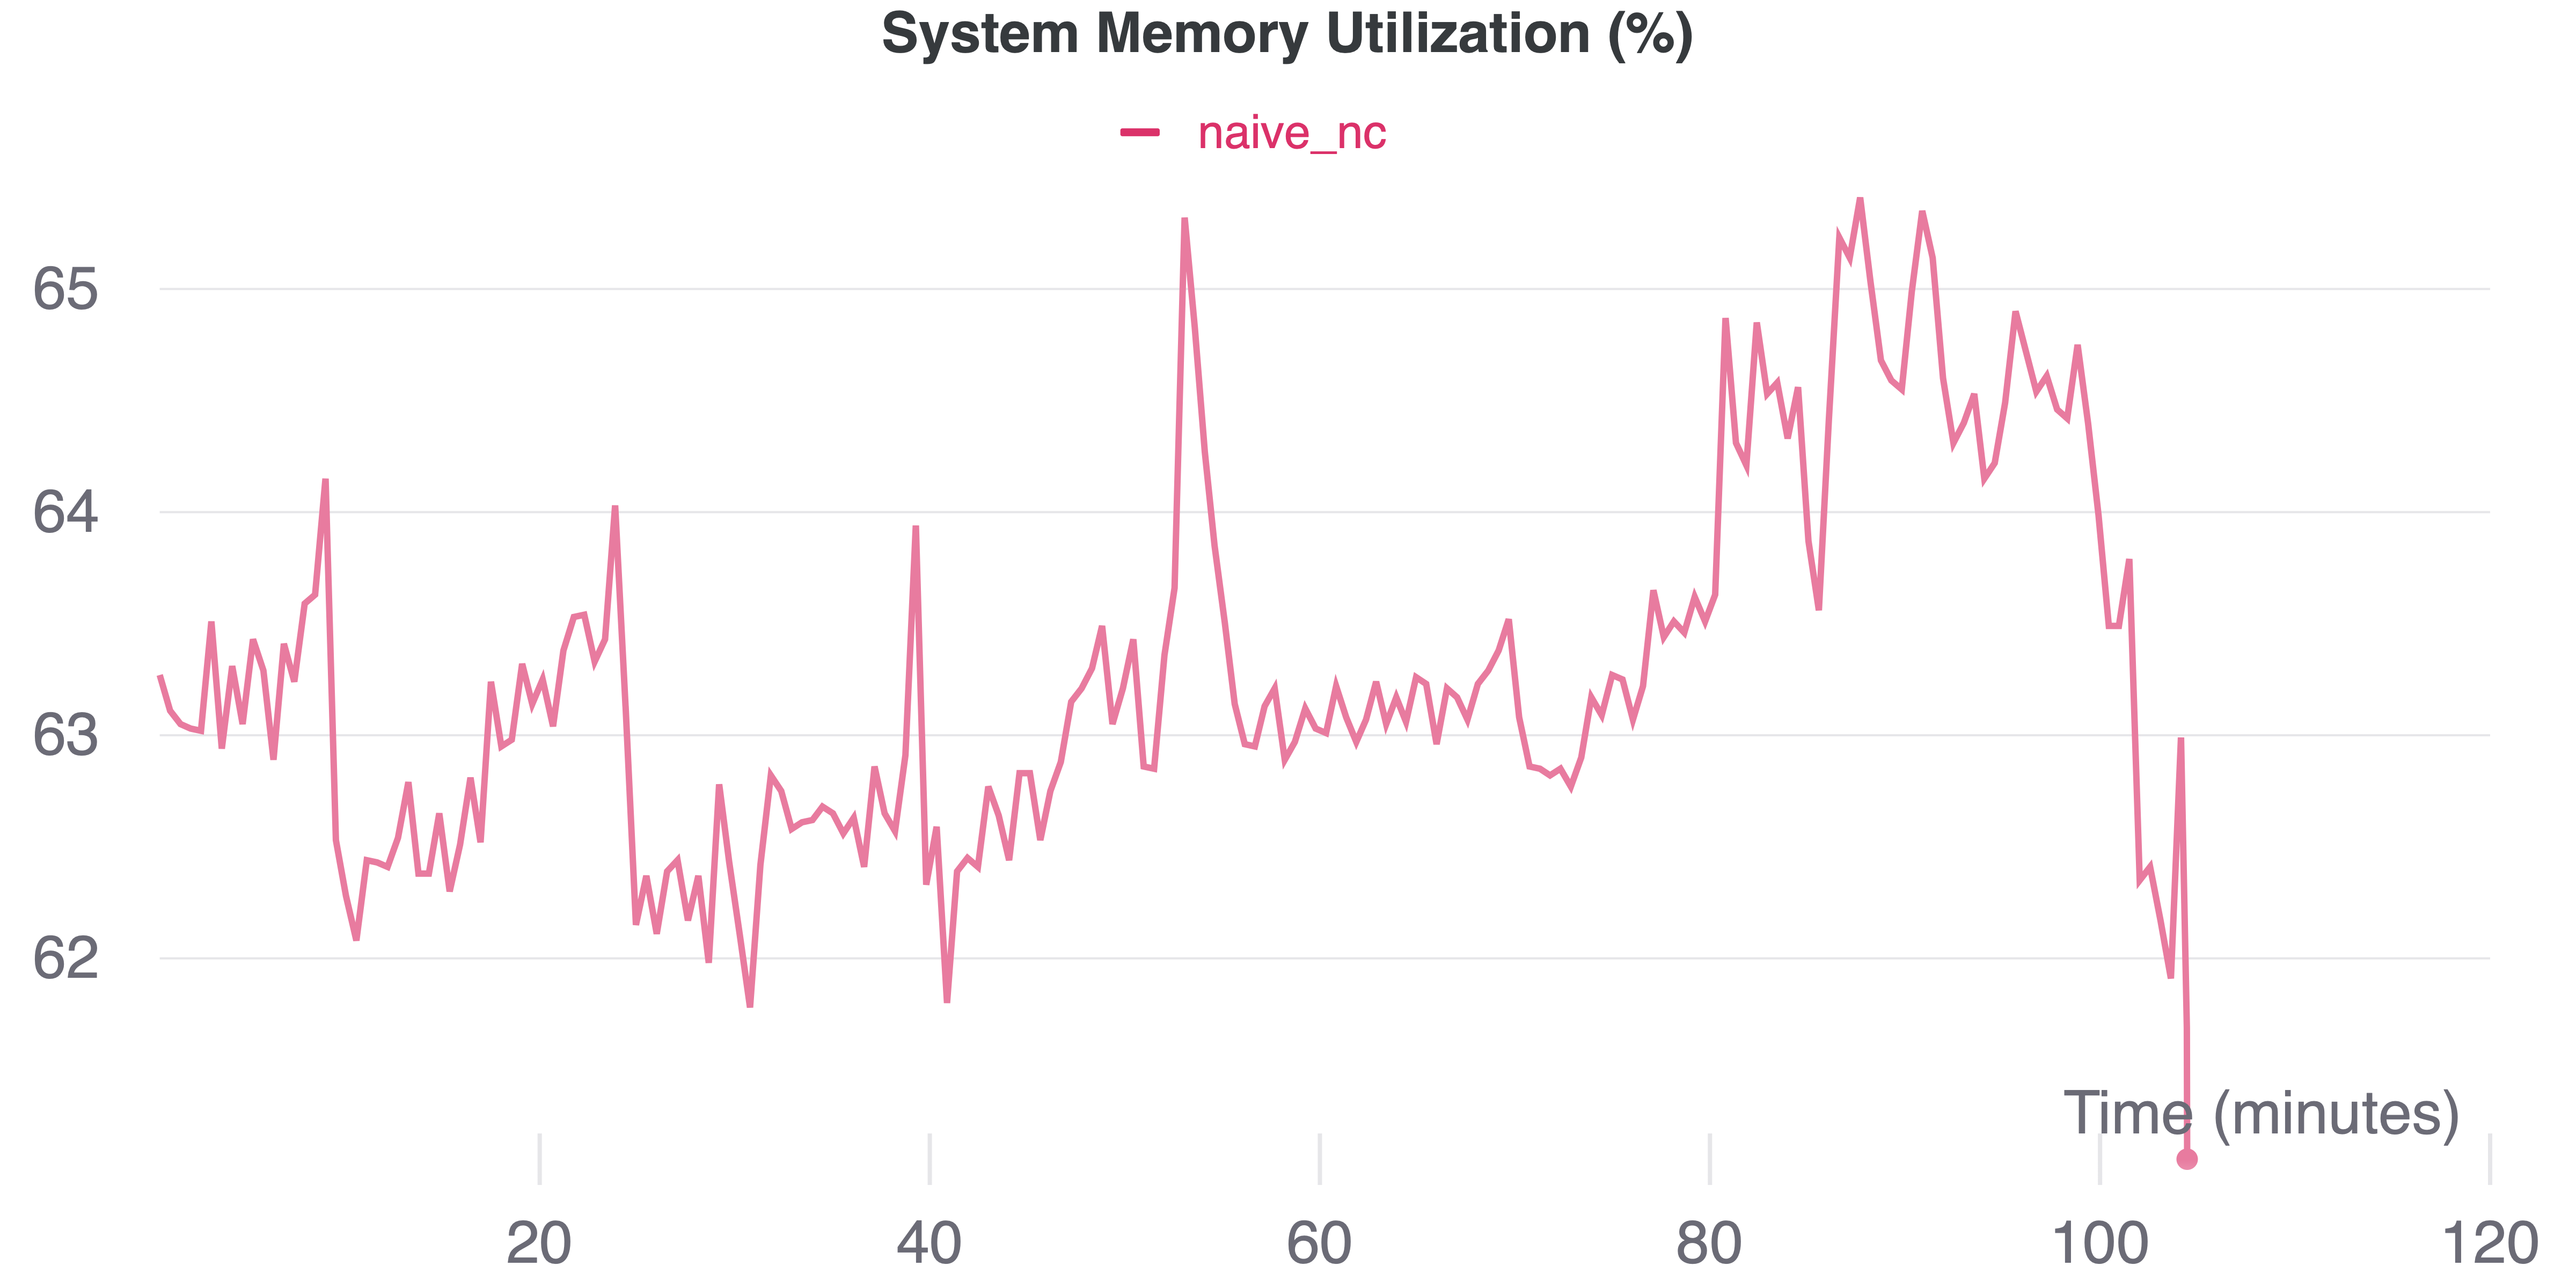 System Memory Utilization (%)
naive_nc
65
64
63
62
Time (minutes)
20 40 60 80 100 120